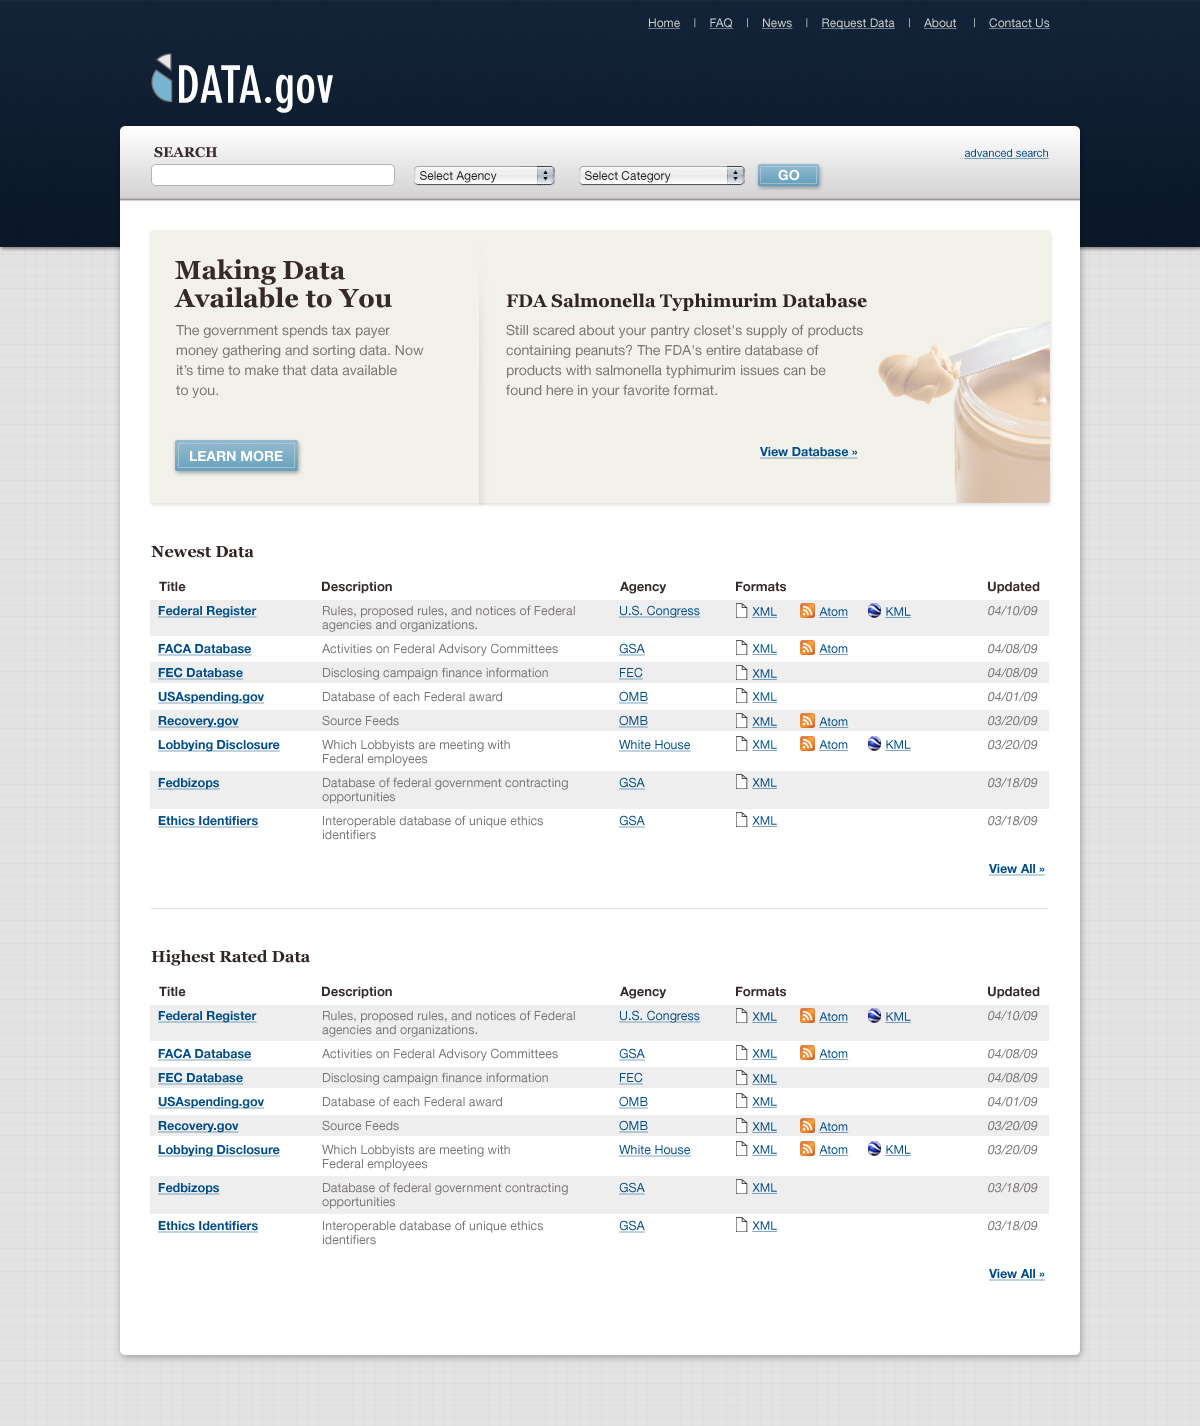 Home | FAQ | News | Request Data | About | Contact Us
DATA.gov
SEARCH
advanced search
Select Agency Select Category GO
Making Data
Available to You
The government spends tax payer
money gathering and sorting data. Now
it's time to make that data available
to you.
LEARN MORE
FDA Salmonella Typhimurim Database
Still scared about your pantry closet's supply of products
containing peanuts? The FDA's entire database of
products with salmonella typhimurim issues can be
found here in your favorite format.
View Database »
Newest Data
Title Description Agency Formats Updated
Federal Register Rules, proposed rules, and notices of Federal U.S. Congress XML Atom KML 04/10/09
agencies and organizations.
FACA Database Activities on Federal Advisory Committees GSA XML Atom 04/08/09
FEC Database Disclosing campaign finance information FEC XML 04/08/09
USAspending.gov Database of each Federal award OMB XML 04/01/09
Recovery.gov Source Feeds OMB XML Atom 03/20/09
Lobbying Disclosure Which Lobbyists are meeting with White House XML Atom KML 03/20/09
Federal employees
Fedbizops Database of federal government contracting GSA XML 03/18/09
opportunities
Ethics Identifiers Interoperable database of unique ethics GSA XML 03/18/09
identifiers
View All »
Highest Rated Data
Title Description Agency Formats Updated
Federal Register Rules, proposed rules, and notices of Federal U.S. Congress XML Atom KML 04/10/09
agencies and organizations.
FACA Database Activities on Federal Advisory Committees GSA XML Atom 04/08/09
FEC Database Disclosing campaign finance information FEC XML 04/08/09
USAspending.gov Database of each Federal award OMB XML 04/01/09
Recovery.gov Source Feeds OMB XML Atom 03/20/09
Lobbying Disclosure Which Lobbyists are meeting with White House XML Atom KML 03/20/09
Federal employees
Fedbizops Database of federal government contracting GSA XML 03/18/09
opportunities
Ethics Identifiers Interoperable database of unique ethics GSA XML 03/18/09
identifiers
View All »